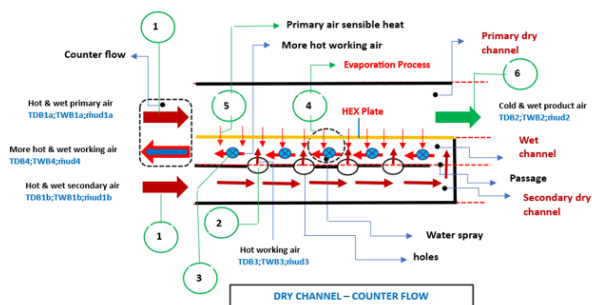 1
Primary air sensible heat
Counter flow
More hot working air
Primary dry
channel
Evaporation Process
6
Hot & wet primary air
TDB1a;TWB1a;ṁud1a
5
4
HEX Plate
Cold & wet product air
TDB2;TWB2;ṁud2
More hot & wet working air
TDB4;TWB4;ṁud4
Wet
channel
Hot & wet secondary air
TDB1b;TWB1b;ṁud1b
Passage
Secondary dry
channel
1
2
Water spray
Hot working air
TDB3;TWB3;ṁud3
holes
3
DRY CHANNEL – COUNTER FLOW